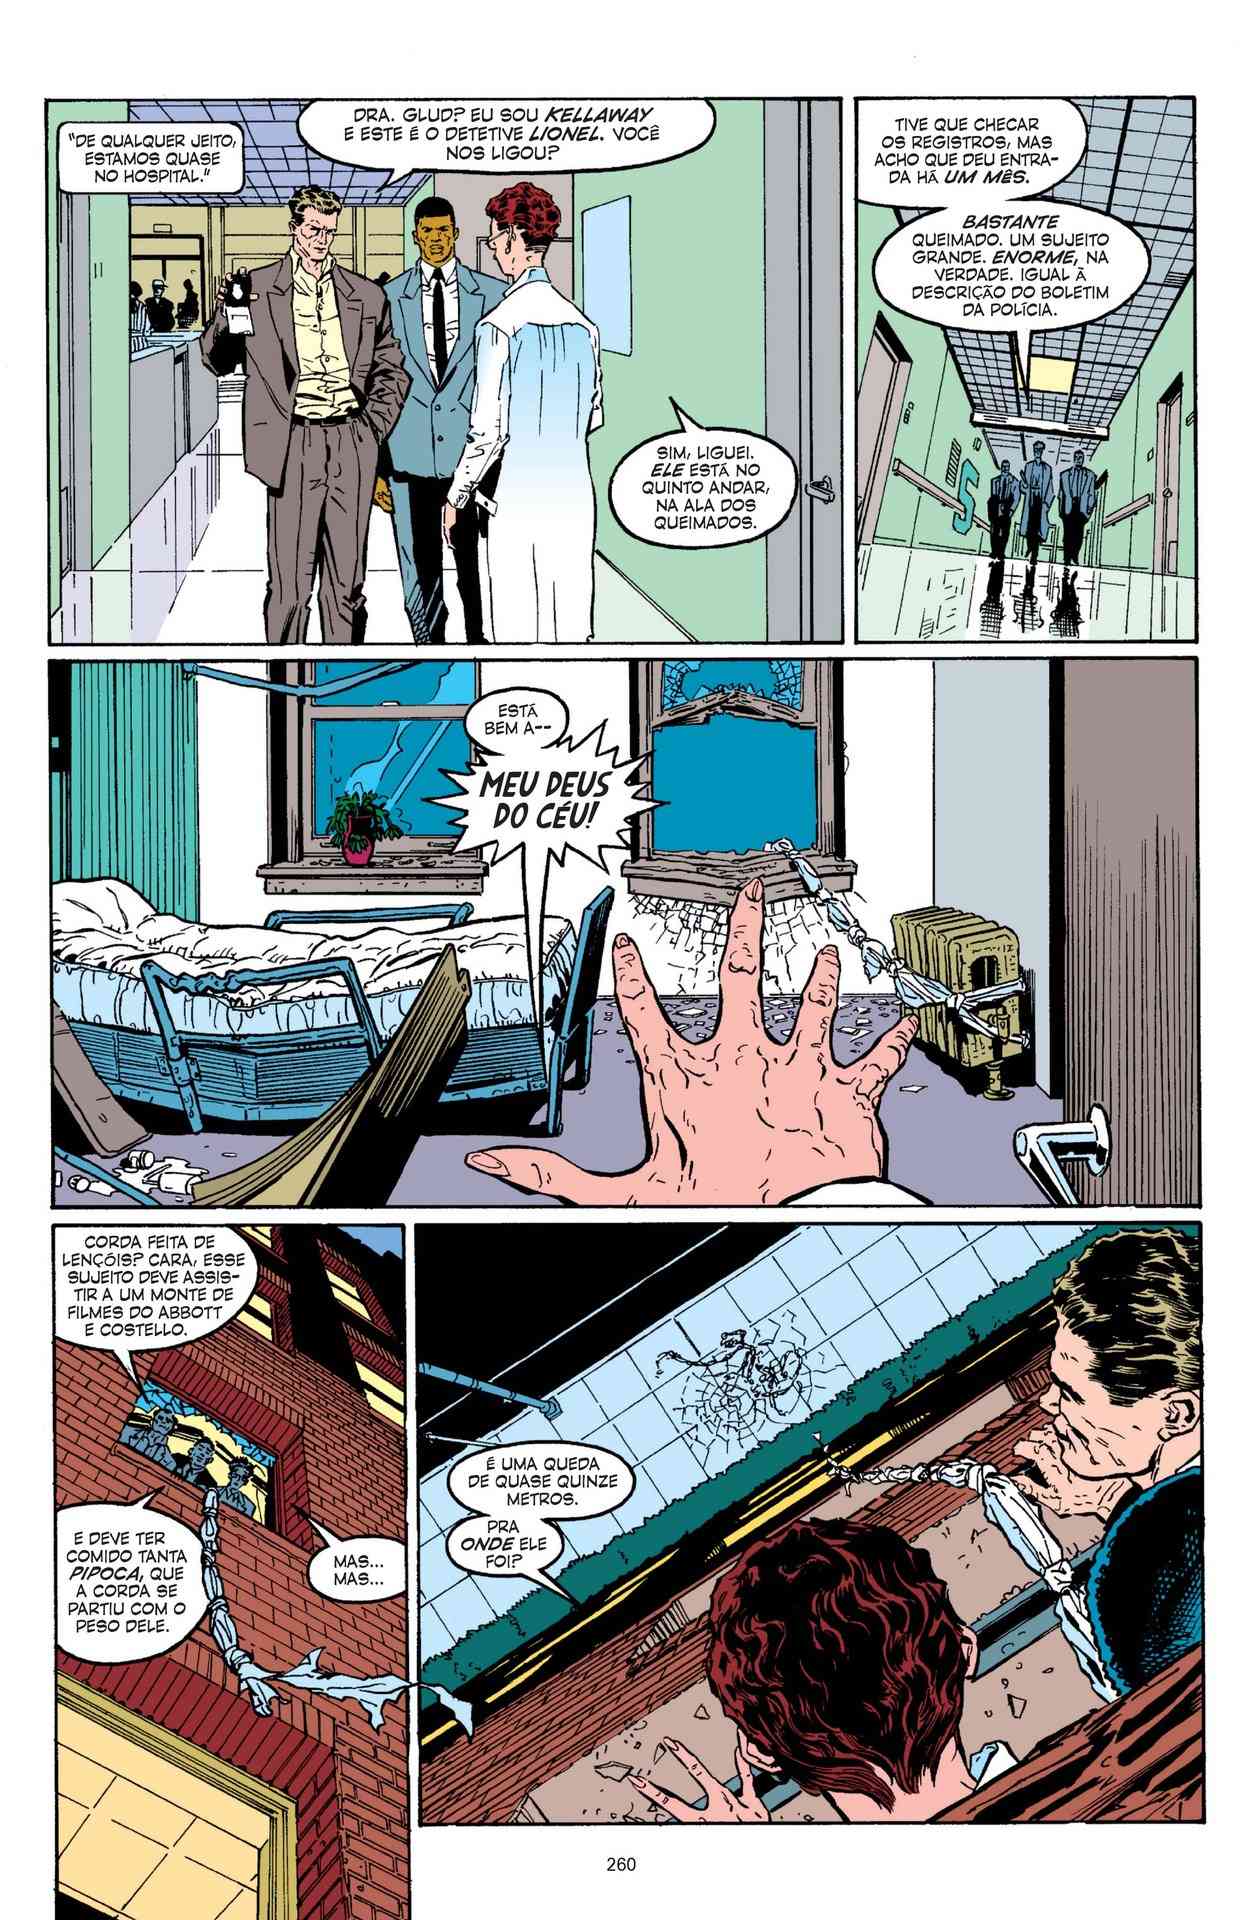 "DE QUALQUER JEITO,
ESTAMOS QUASE
NO HOSPITAL."
DRA. GLUD? EU SOU KELLAWAY
E ESTE É O DETETIVE LIONEL. VOCÊ
NOS LIGOU?
SIM, LIGUEI.
ELE ESTÁ NO
QUINTO ANDAR,
NA ALA DOS
QUEIMADOS.
TIVE QUE CHECAR
OS REGISTROS, MAS
ACHO QUE DEU ENTRA-
DA HÁ UM MÊS.
BASTANTE
QUEIMADO. UM SUJEITO
GRANDE. ENORME, NA
VERDADE. IGUAL À
DESCRIÇÃO DO BOLETIM
DA POLÍCIA.
5
ESTÁ
BEM A--
MEU DEUS
DO CÉU!
CORDA FEITA DE
LENÇÓIS? CARA, ESSE
SUJEITO DEVE ASSIS-
TIR A UM MONTE DE
FILMES DO ABBOTT
E COSTELLO.
E DEVE TER
COMIDO TANTA
PIPOCA, QUE
A CORDA SE
PARTIU COM O
PESO DELE.
MAS...
MAS...
É UMA QUEDA
DE QUASE QUINZE
METROS.
PRA
ONDE ELE
FOI?
260